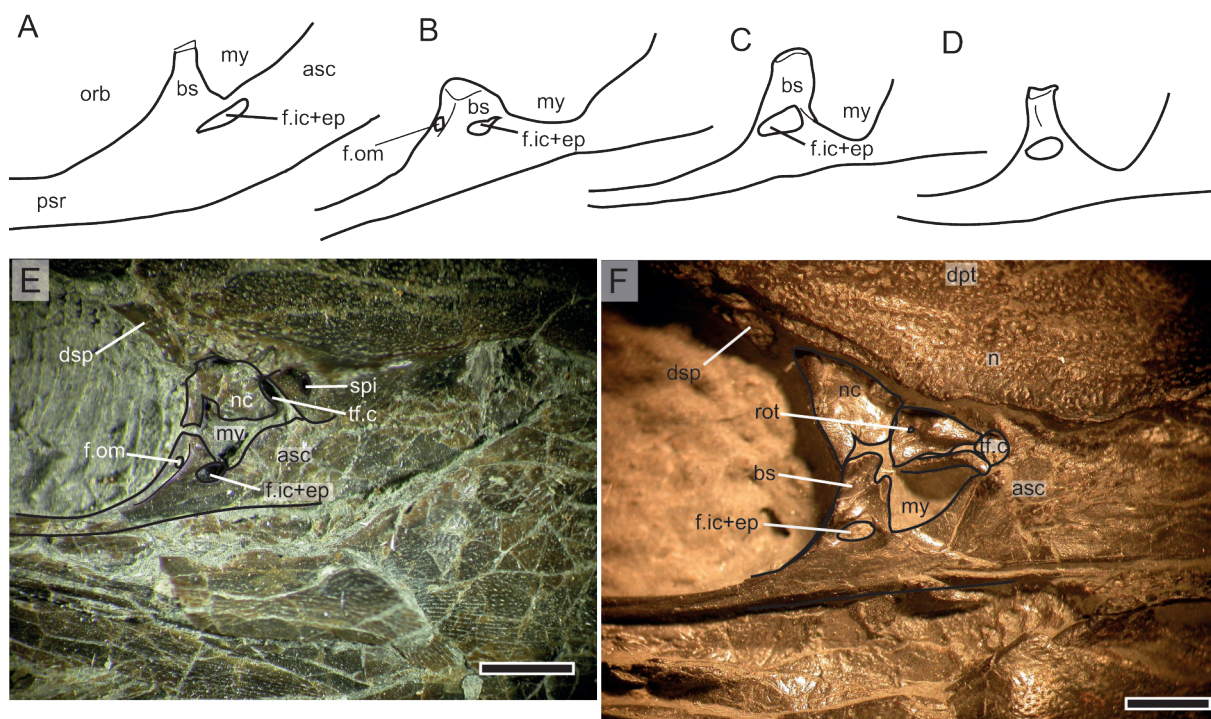 A
orb
bs
my
asc
f.ic+ep
psr
B
bs
my
f.om
f.ic+ep
C
bs
my
f.ic+ep
D
E
dsp
spi
nc
tf.c
my
f.om
asc
f.ic+ep
F
dpt
n
dsp
nc
rot
tf.c
bs
asc
my
f.ic+ep